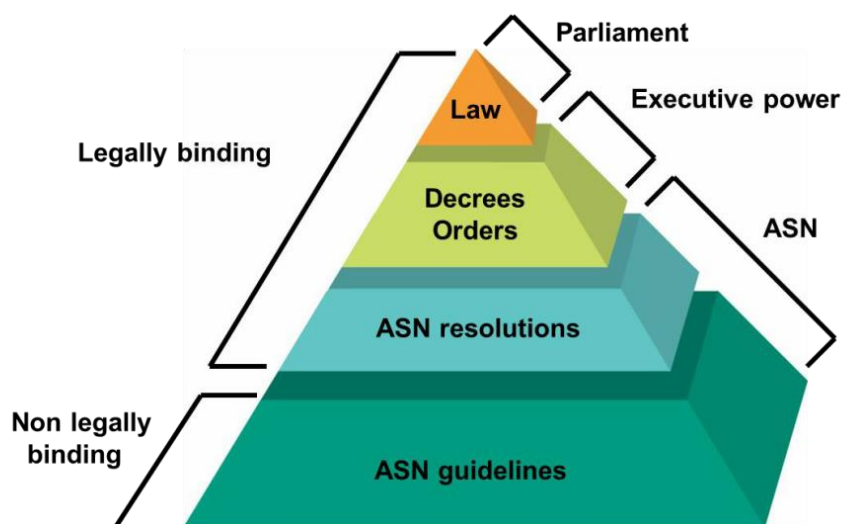 Parliament
Executive power
Law
Legally binding
Decrees
Orders
ASN
ASN resolutions
Non legally
binding
ASN guidelines